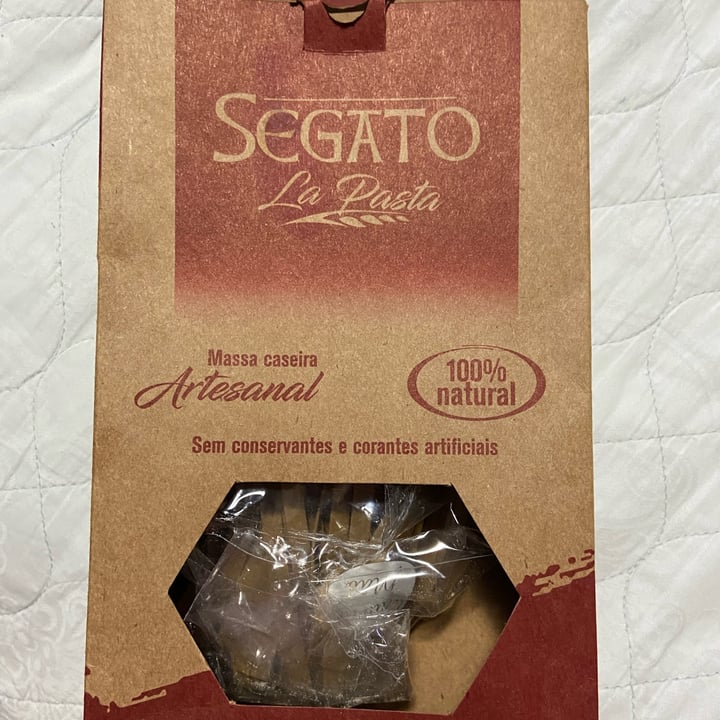 SEGATO
La Pasta
Massa caseira
Artesanal
100%
natural
Sem conservantes e corantes artificiais